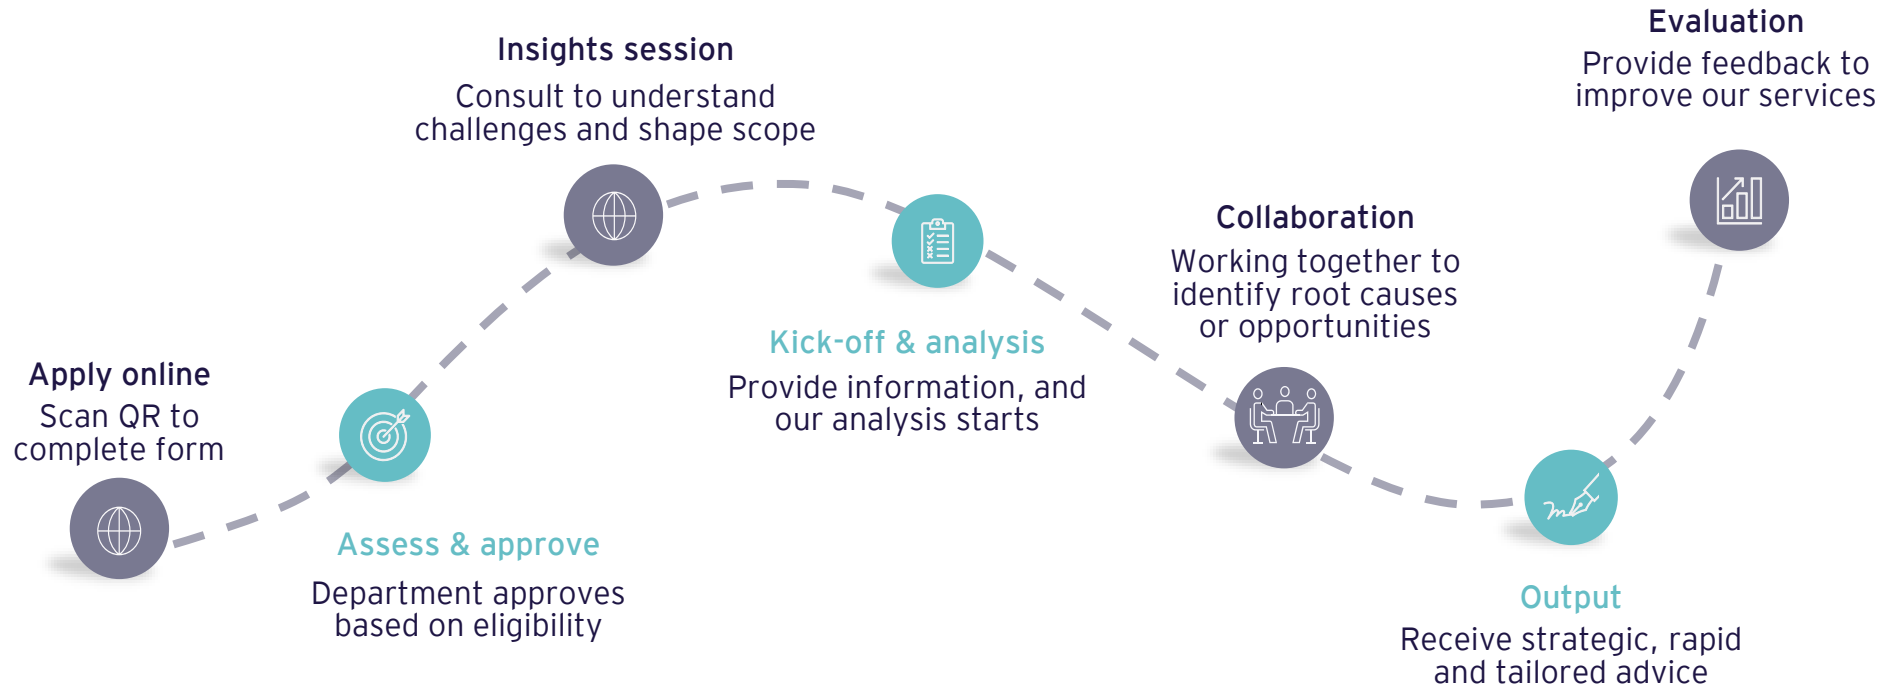 Apply online
Scan QR to
complete form
Assess & approve
Department approves
based on eligibility
Insights session
Consult to understand
challenges and shape scope
Kick-off & analysis
Provide information, and
our analysis starts
Collaboration
Working together to
identify root causes
or opportunities
Output
Receive strategic, rapid
and tailored advice
Evaluation
Provide feedback to
improve our services